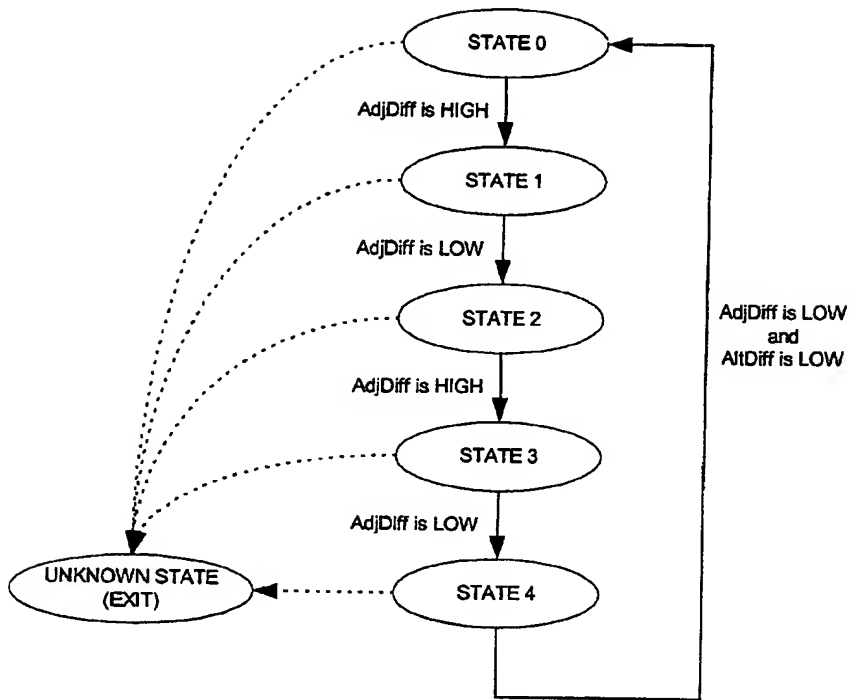 STATE 0
AdjDiff is HIGH
STATE 1
AdjDiff is LOW
STATE 2
AdjDiff is LOW
and
AltDiff is LOW
AdjDiff is HIGH
STATE 3
AdjDiff is LOW
UNKNOWN STATE
(EXIT)
STATE 4